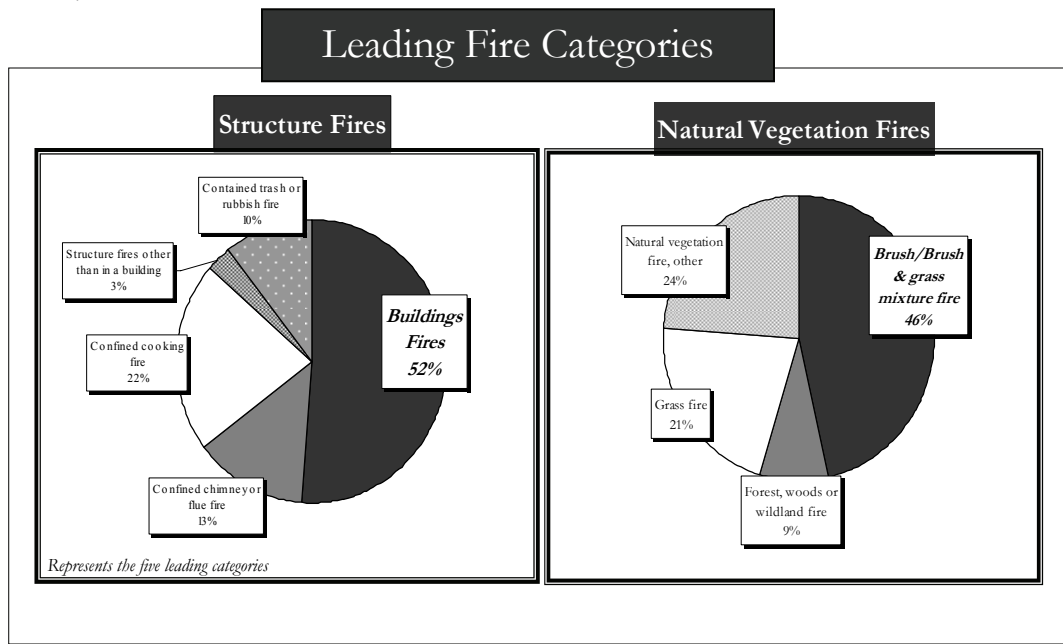 Leading Fire Categories
Structure Fires
Contained trash or
rubbish fire
10%
Structure fires other
than in a building
3%
Confined cooking
fire
22%
Buildings
Fires
52%
Confined chimney or
flue fire
13%
Represents the five leading categories
Natural Vegetation Fires
Natural vegetation
fire, other
24%
Brush/Brush
& grass
mixture fire
46%
Grass fire
21%
Forest, woods or
wildland fire
9%